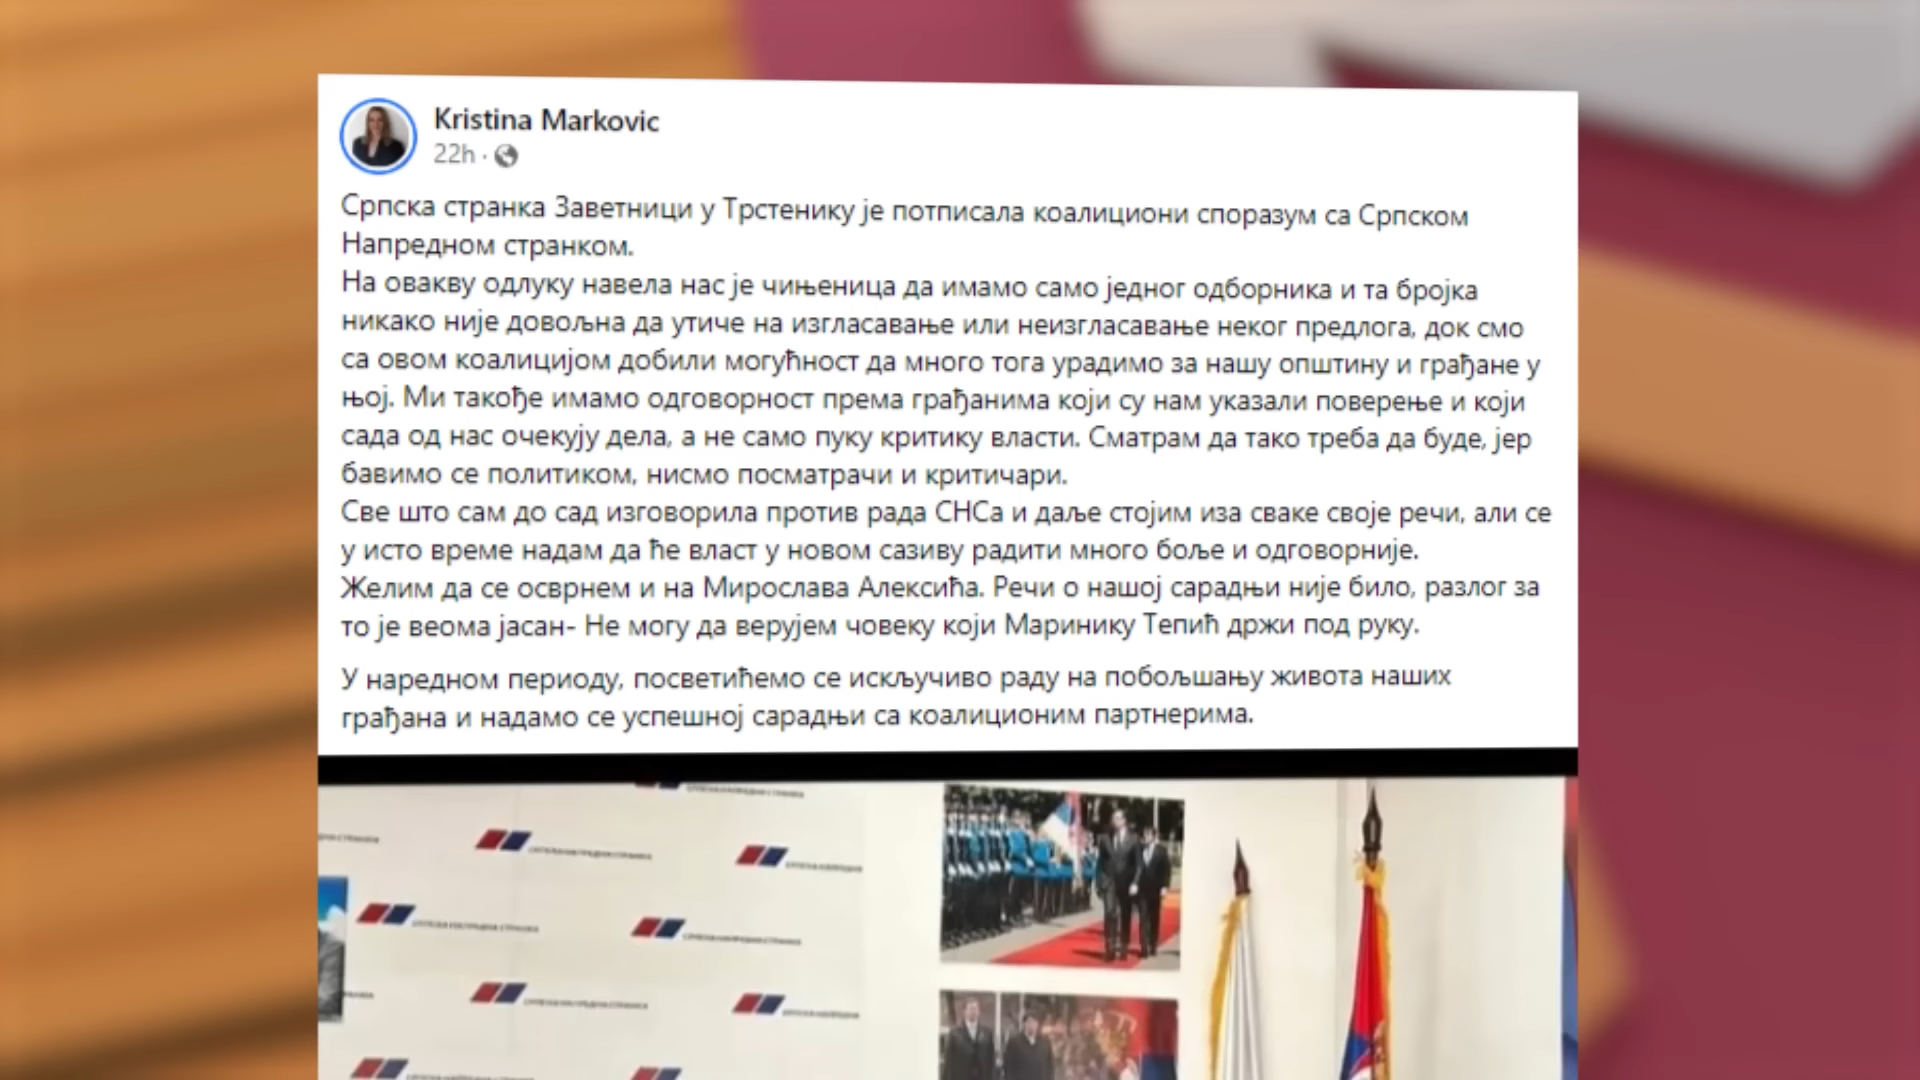 Kristina Markovic
22h ·
Српска странка Заветници у Трстенику је потписала коалициони споразум са Српском
Напредном странком.
На овакву одлуку навела нас је чињеница да имамо само једног одборника и та бројка
никако није довољна да утиче на изгласавање или неизгласавање неког предлога, док смо
са овом коалицијом добили могућност да много тога урадимо за нашу општину и грађане у
њој. Ми такође имамо одговорност према грађанима који су нам указали поверење и који
сада од нас очекују дела, а не само пуку критику власти. Сматрам да тако треба да буде, јер
бавимо се политиком, нисмо посматрачи и критичари.
Све што сам до сад изговорила против рада СНСа и даље стојим иза сваке своје речи, али се
у исто време надам да ће власт у новом сазиву радити много боље и одговорније.
Желим да се осврнем и на Мирослава Алексића. Речи о нашој сарадњи није било, разлог за
то је веома јасан- Не могу да верујем човеку који Маринику Тепић држи под руку.
У наредном периоду, посветићемо се искључиво раду на побољшању живота наших
грађана и надамо се успешној сарадњи са коалиционим партнерима.